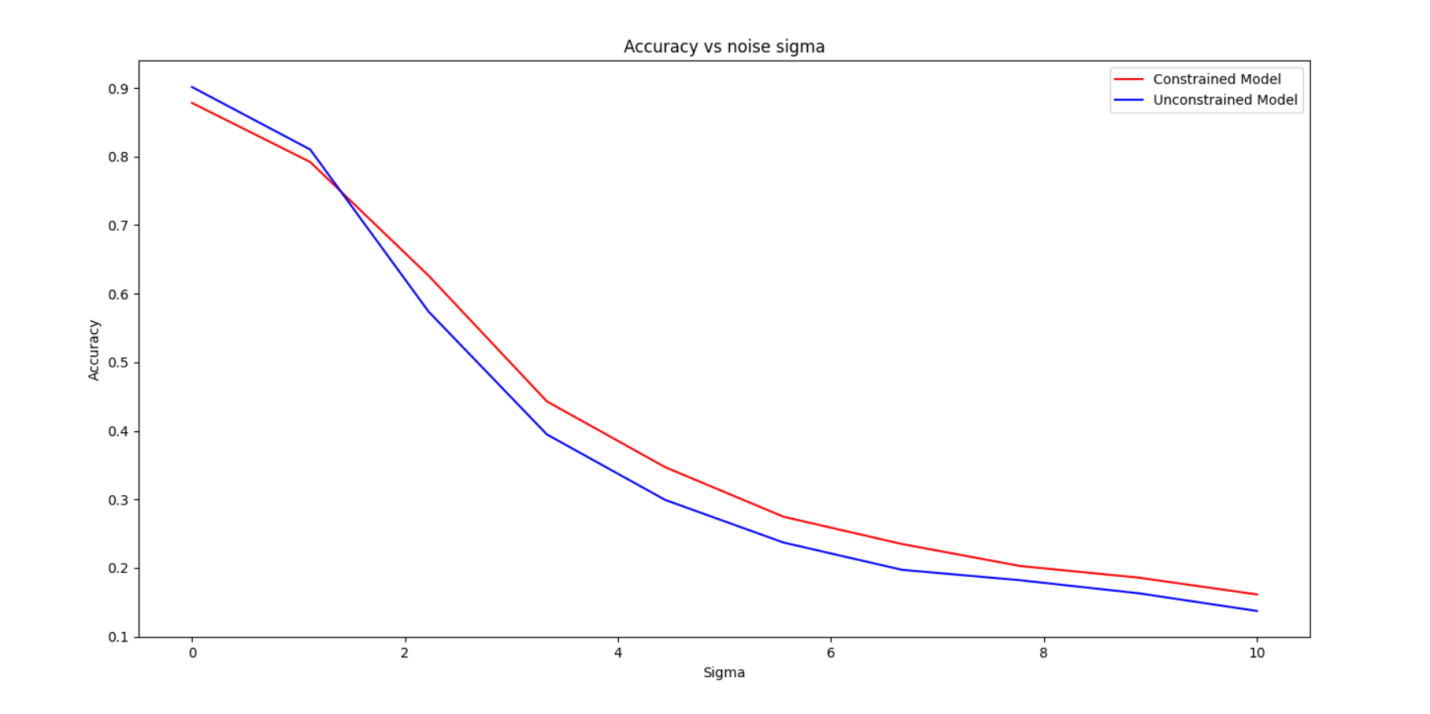 Accuracy vs noise sigma
Constrained Model
Unconstrained Model
Accuracy
0.9
0.8
0.7
0.6
0.5
0.4
0.3
0.2
0.1
0 2 4 6 8 10
Sigma